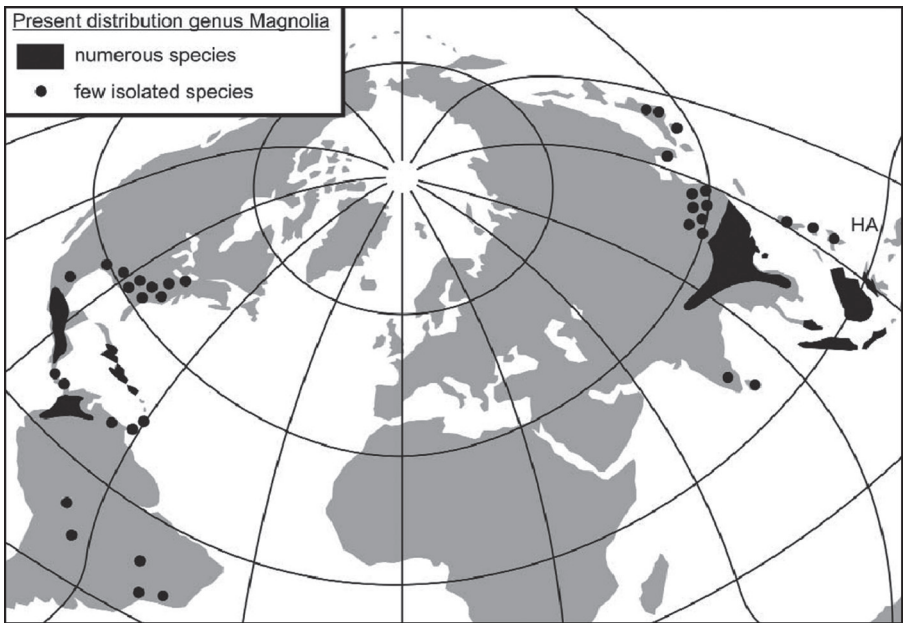 Present distribution genus Magnolia
numerous species
few isolated species
HA